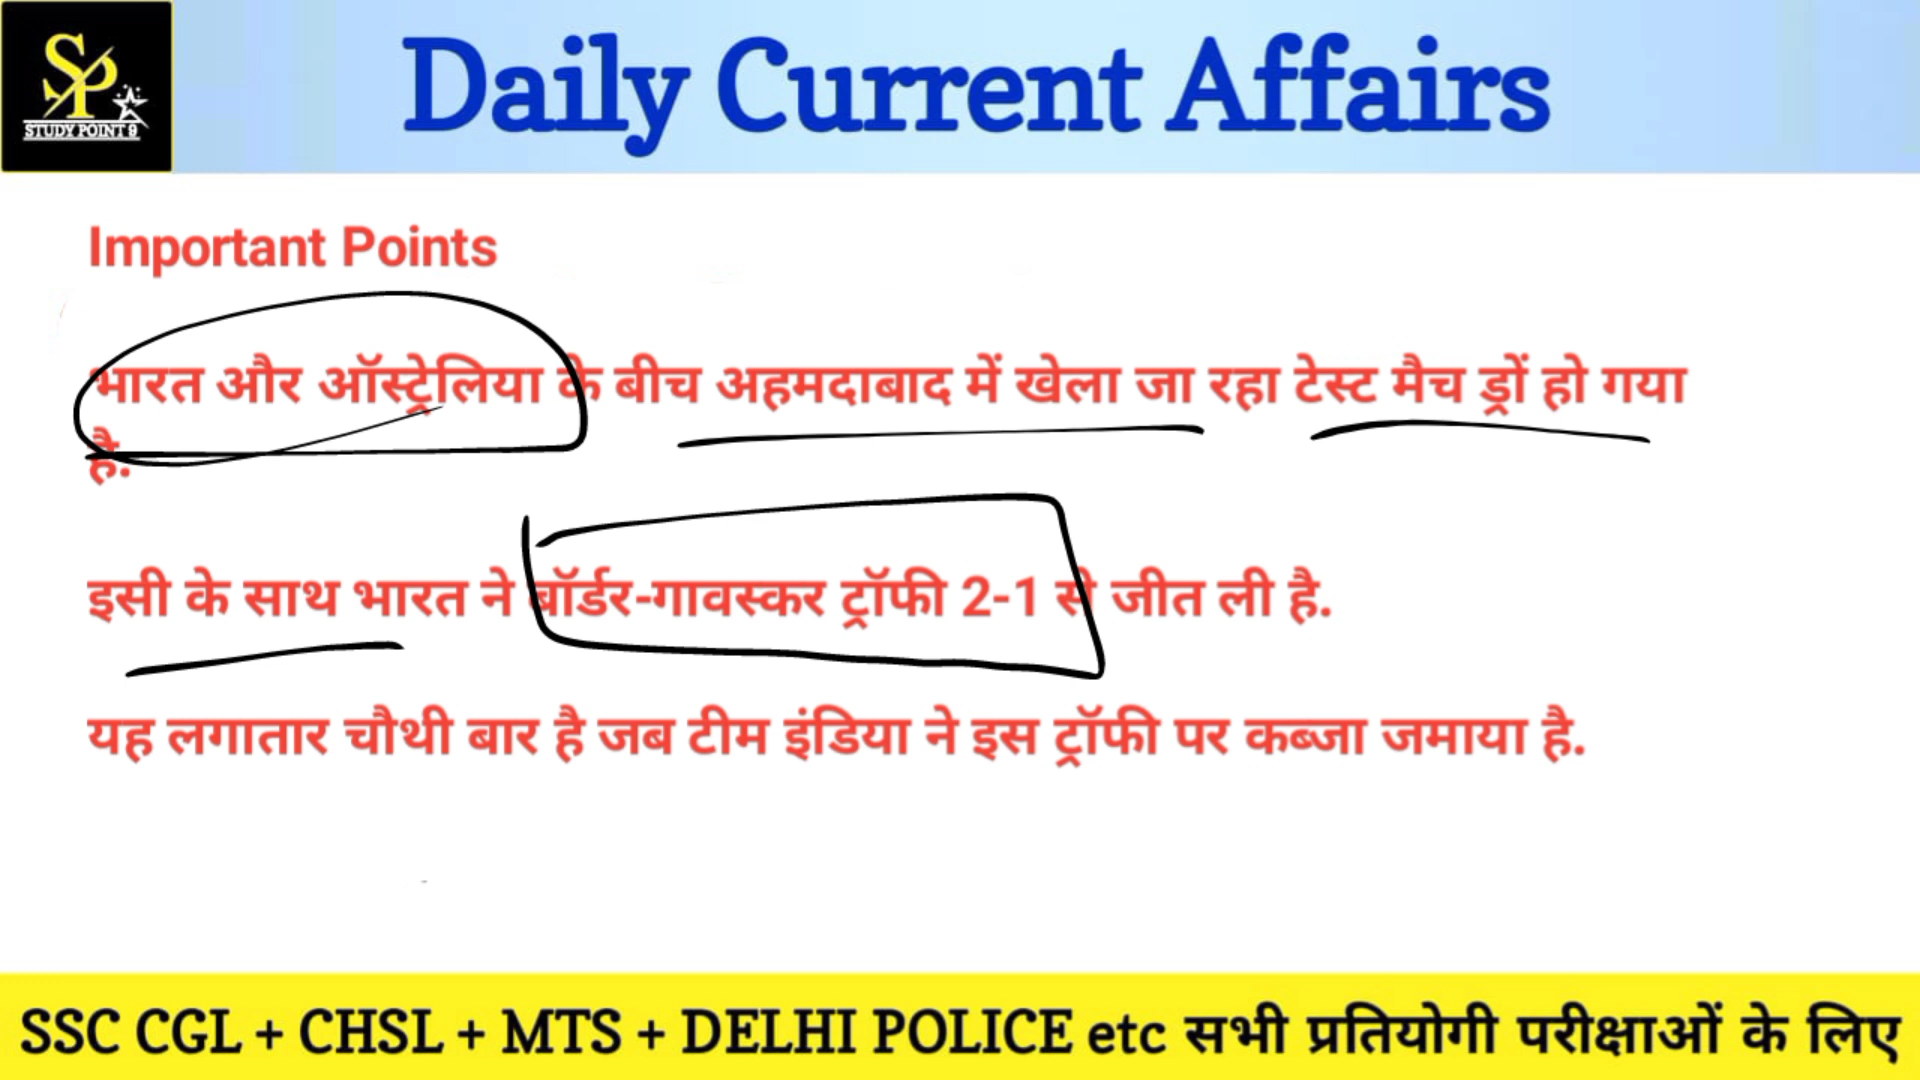 SP
STUDY POINT 9
Daily Current Affairs
Important Points
भारत और ऑस्ट्रेलिया के बीच अहमदाबाद में खेला जा रहा टेस्ट मैच ड्रॉ हो गया
है.
इसी के साथ भारत ने बॉर्डर-गावस्कर ट्रॉफी 2-1 से जीत ली है.
यह लगातार चौथी बार है जब टीम इंडिया ने इस ट्रॉफी पर कब्जा जमाया है.
SSC CGL + CHSL + MTS + DELHI POLICE etc सभी प्रतियोगी परीक्षाओं के लिए